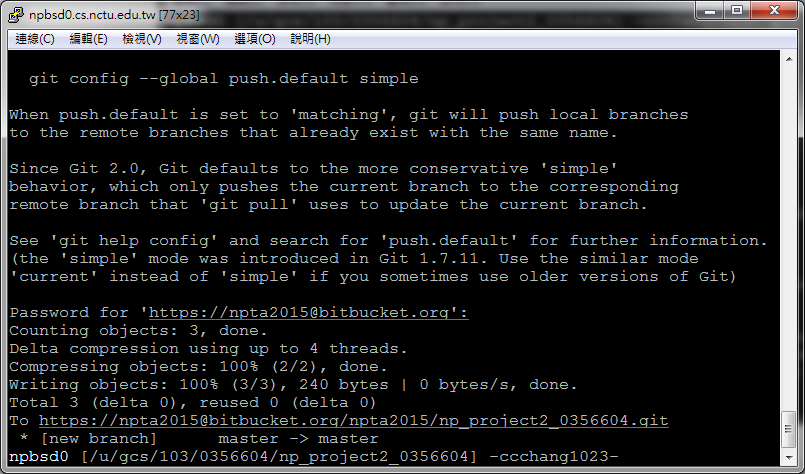 npbsd0.cs.nctu.edu.tw [77x23]
連線(C) 編輯(E) 檢視(V) 視窗(W) 選項(O) 說明(H)
git config --global push.default simple
When push.default is set to 'matching', git will push local branches
to the remote branches that already exist with the same name.
Since Git 2.0, Git defaults to the more conservative 'simple'
behavior, which only pushes the current branch to the corresponding
remote branch that 'git pull' uses to update the current branch.
See 'git help config' and search for 'push.default' for further information.
(the 'simple' mode was introduced in Git 1.7.11. Use the similar mode
'current' instead of 'simple' if you sometimes use older versions of Git)
Password for 'https://npta2015@bitbucket.org':
Counting objects: 3, done.
Delta compression using up to 4 threads.
Compressing objects: 100% (2/2), done.
Writing objects: 100% (3/3), 240 bytes | 0 bytes/s, done.
Total 3 (delta 0), reused 0 (delta 0)
To https://npta2015@bitbucket.org/npta2015/np_project2_0356604.git
 * [new branch]      master -> master
npbsd0 [/u/gcs/103/0356604/np_project2_0356604] -ccchang1023-